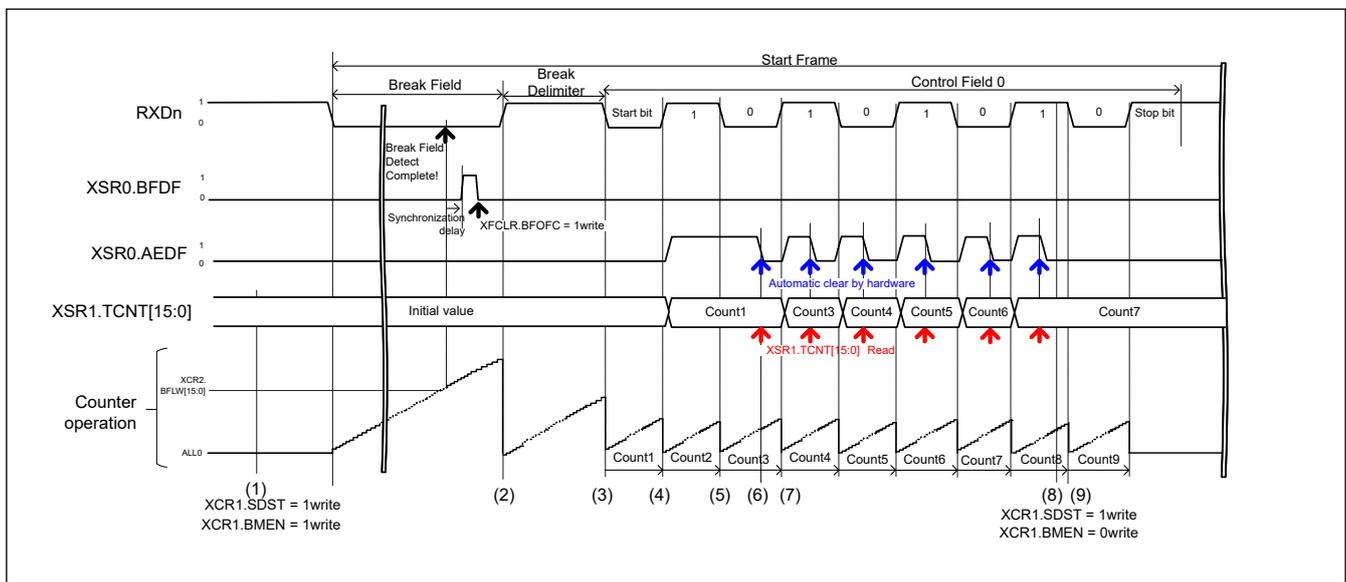 Start Frame
Break Field
Break
Delimiter
Control Field 0
RXDn
1
0
Start bit
1
0
1
0
1
0
1
0
Stop bit
Break Field
Detect
Complete!
XSR0.BFDF
1
0
Synchronization
delay
XFCLR.BFOFC = 1write
XSR0.AEDF
1
0
Automatic clear by hardware
XSR1.TCNT[15:0]
Initial value
Count1
Count3
Count4
Count5
Count6
Count7
XSR1.TCNT[15:0] Read
XCR2.
BFLW[15:0]
Counter
operation
ALL0
Count1
Count2
Count3
Count4
Count5
Count6
Count7
Count8
Count9
(1)
(2)
(3)
(4)
(5)
(6)
(7)
(8)
(9)
XCR1.SDST = 1write
XCR1.BMEN = 1write
XCR1.SDST = 1write
XCR1.BMEN = 0write